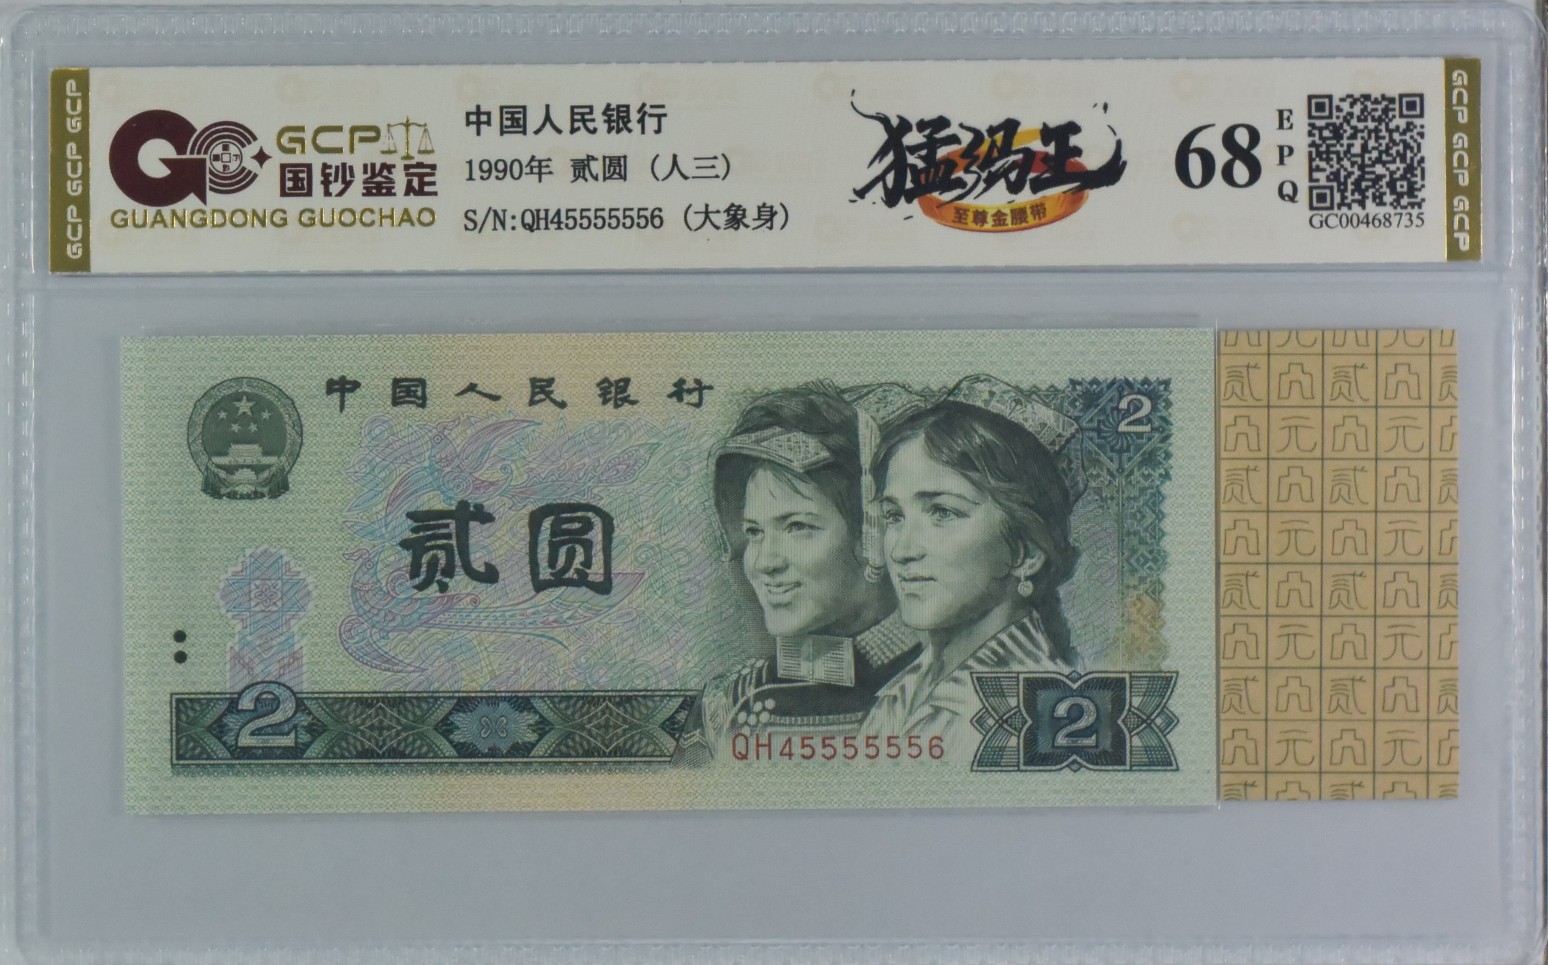 GCP GCP GCP
GCP
国钞鉴定
GUANGDONG GUOCHAO
中国人民银行
1990年 贰圆 (人三)
S/N:QH45555556 (大象身)
猛犸王
至尊金腰带
68
EPQ
GC00468735
GCP GCP GCP
中国人民银行
贰圆
2
2
2
QH45555556